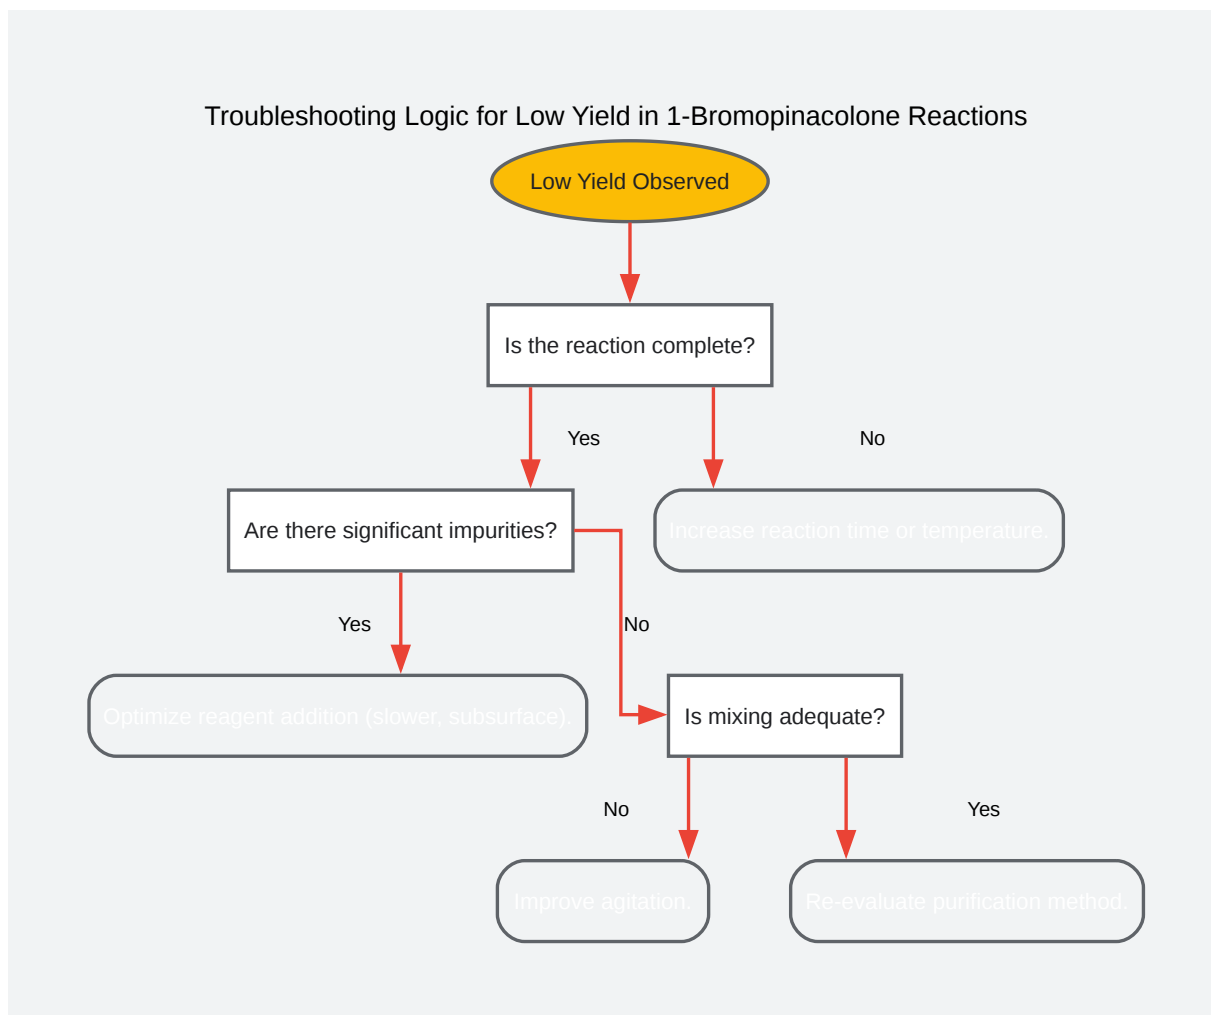 Troubleshooting Logic for Low Yield in 1-Bromopinacolone Reactions
Low Yield Observed
Is the reaction complete?
Yes
No
Are there significant impurities?
Increase reaction time or temperature.
Yes
No
Optimize reagent addition (slower, subsurface).
Is mixing adequate?
No
Yes
Improve agitation.
Re-evaluate purification method.